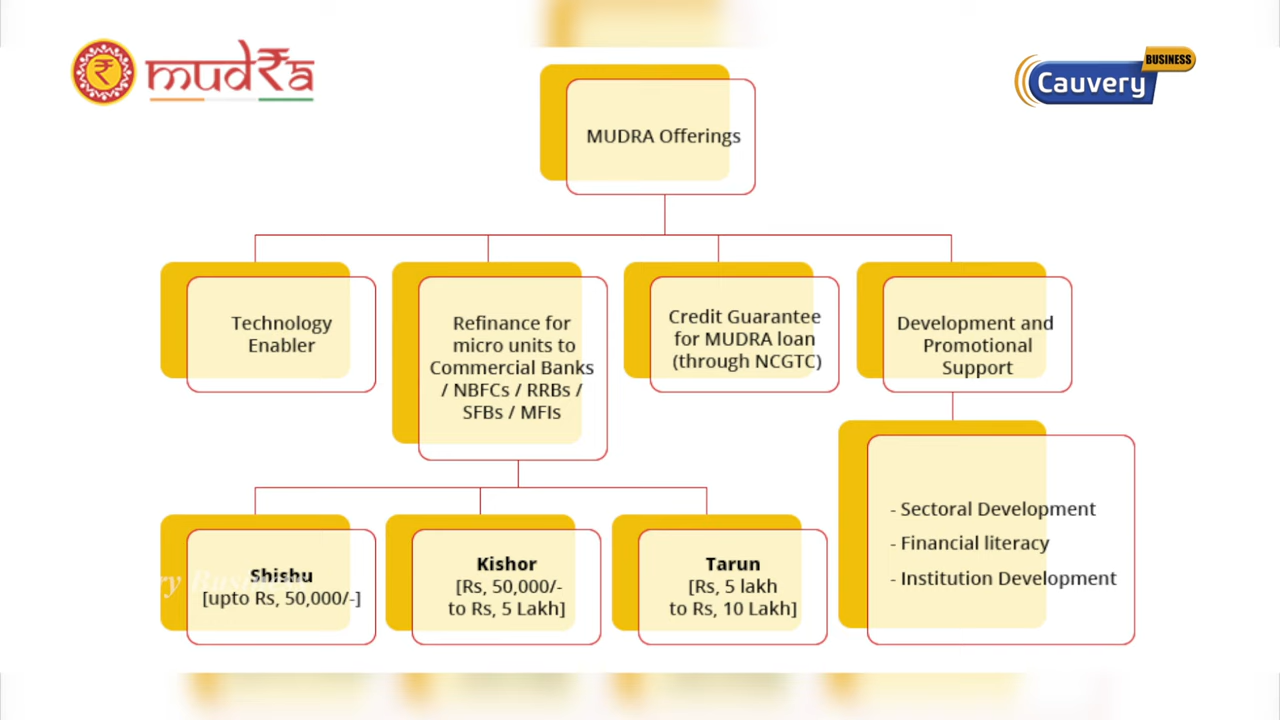 mudRa
BUSINESS
Cauvery
MUDRA Offerings
Technology
Enabler
Refinance for
micro units to
Commercial Banks
/ NBFCs / RRBs /
SFBs / MFIs
Credit Guarantee
for MUDRA loan
(through NCGTC)
Development and
Promotional
Support
Shishu
[upto Rs, 50,000/-]
Kishor
[Rs, 50,000/-
to Rs, 5 Lakh]
Tarun
[Rs, 5 lakh
to Rs, 10 Lakh]
- Sectoral Development
- Financial literacy
- Institution Development